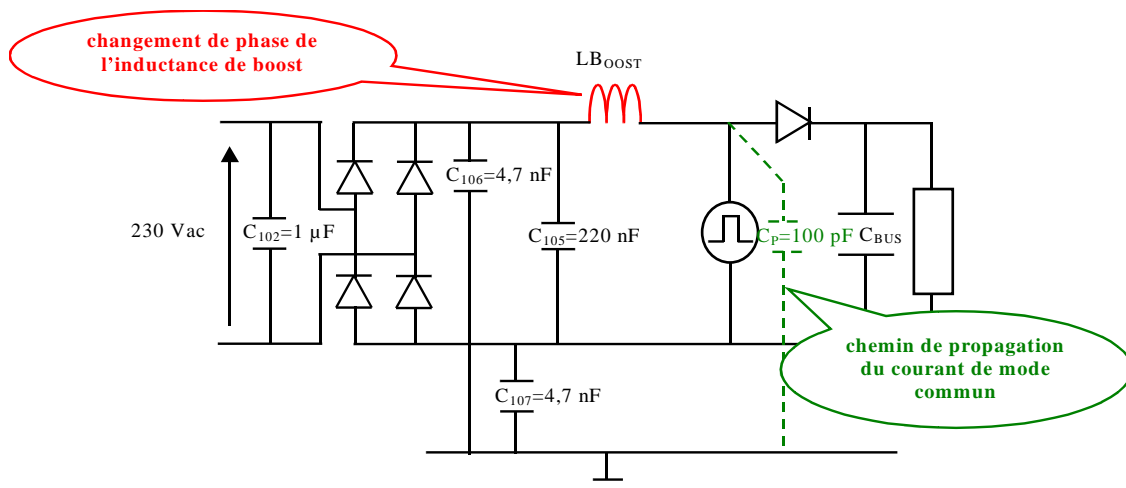 changement de phase de
l'inductance de boost
LBOOST
C106=4,7 nF
230 Vac
C102=1 µF
C105=220 nF
CP=100 pF
CBUS
chemin de propagation
du courant de mode
commun
C107=4,7 nF